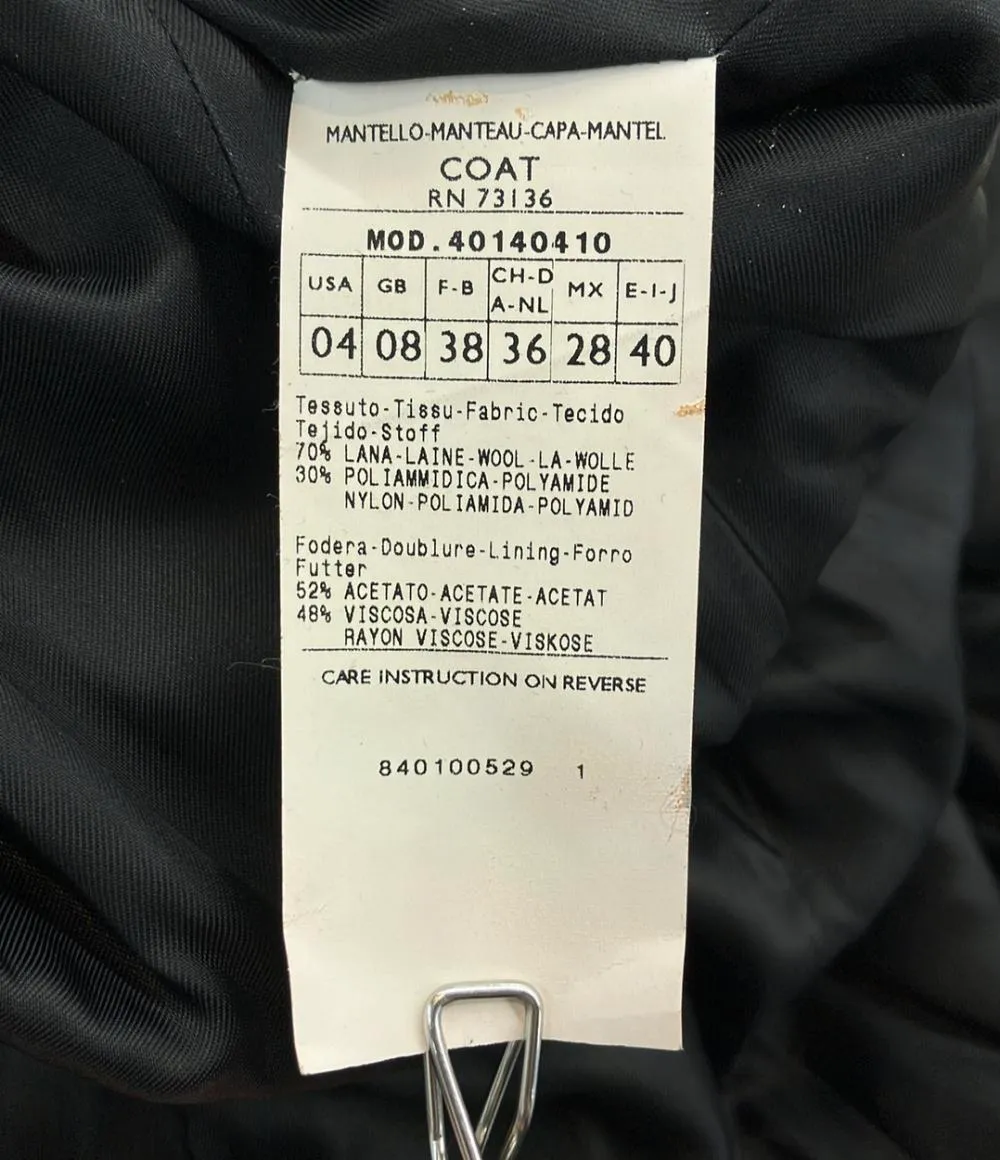 MANTELLO-MANTEAU-CAPA-MANTEL
COAT
RN 73136
MOD.40140410
USA GB F-B CH-D A-NL MX E-I-J
04 08 38 36 28 40
Tessuto-Tissu-Fabric-Tecido
Tejido-Stoff
70% LANA-LAINE-WOOL-LA-WOLLE
30% POLIAMMIDICA-POLYAMIDE
NYLON-POLIAMIDA-POLYAMID
Fodera-Doublure-Lining-Forro
Futter
52% ACETATO-ACETATE-ACETAT
48% VISCOSA-VISCOSE
RAYON VISCOSE-VISKOSE
CARE INSTRUCTION ON REVERSE
840100529 1